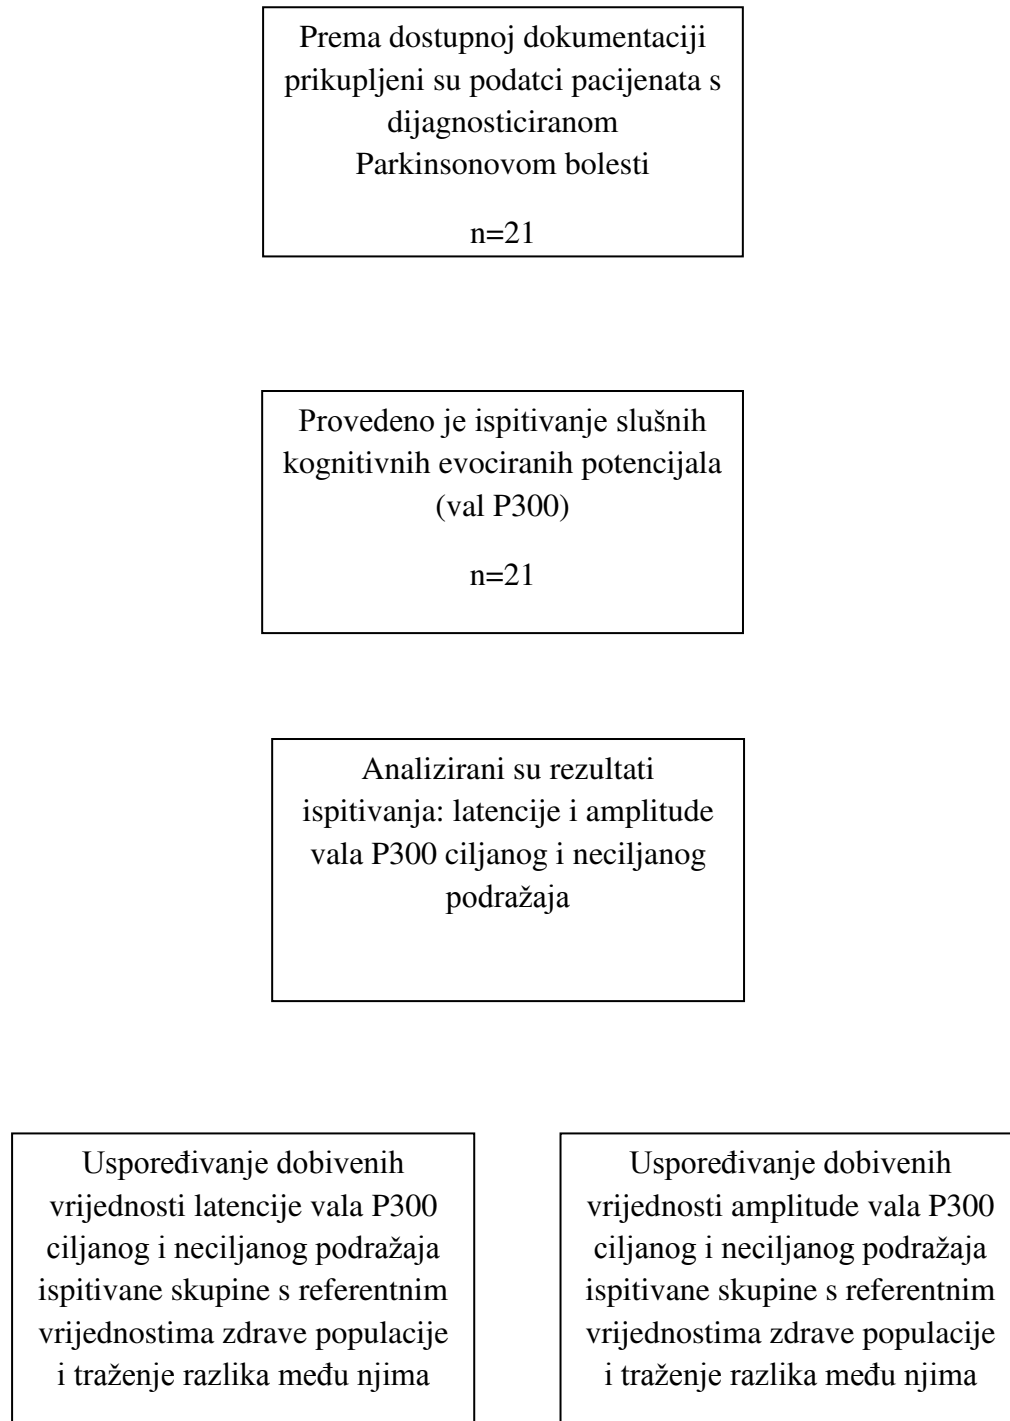 Prema dostupnoj dokumentaciji
prikupljeni su podatci pacijenata s
dijagnosticiranom
Parkinsonovom bolesti
n=21
Provedeno je ispitivanje slušnih
kognitivnih evociranih potencijala
(val P300)
n=21
Analizirani su rezultati
ispitivanja: latencije i amplitude
vala P300 ciljanog i neciljanog
podražaja
Uspoređivanje dobivenih
vrijednosti latencije vala P300
ciljanog i neciljanog podražaja
ispitivane skupine s referentnim
vrijednostima zdrave populacije
i traženje razlika među njima
Uspoređivanje dobivenih
vrijednosti amplitude vala P300
ciljanog i neciljanog podražaja
ispitivane skupine s referentnim
vrijednostima zdrave populacije
i traženje razlika među njima